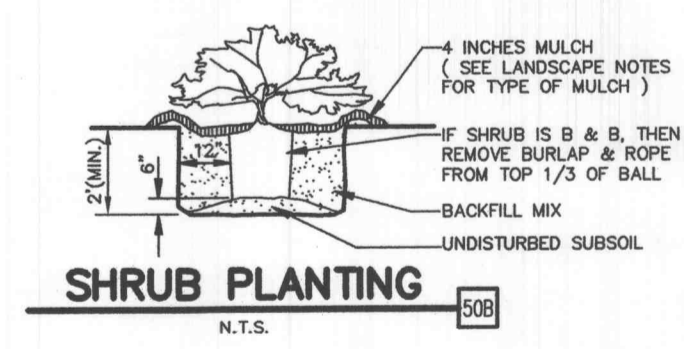 4 INCHES MULCH
( SEE LANDSCAPE NOTES
FOR TYPE OF MULCH )
IF SHRUB IS B & B, THEN
REMOVE BURLAP & ROPE
FROM TOP 1/3 OF BALL
BACKFILL MIX
UNDISTURBED SUBSOIL
2'(MIN.)
6"
12"
SHRUB PLANTING
50B
N.T.S.